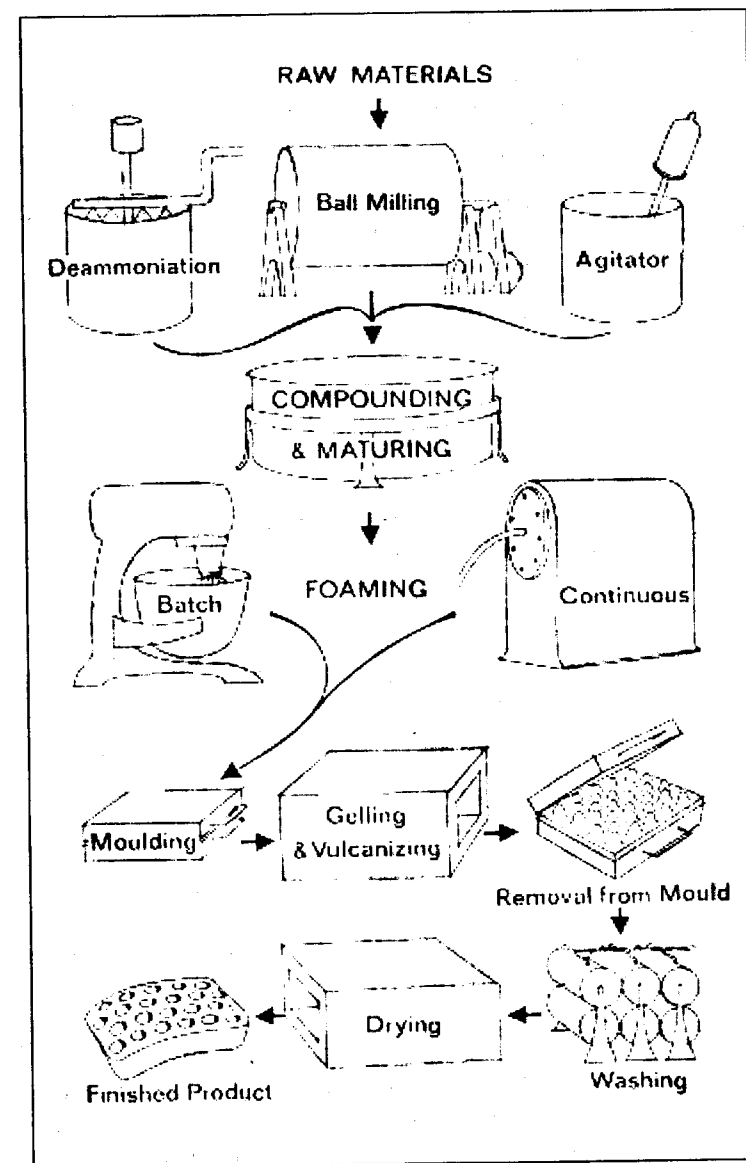 RAW MATERIALS
Deammoniation
Ball Milling
Agitator
COMPOUNDING
& MATURING
Batch
FOAMING
Continuous
Moulding
Gelling
& Vulcanizing
Removal from Mould
Finished Product
Drying
Washing